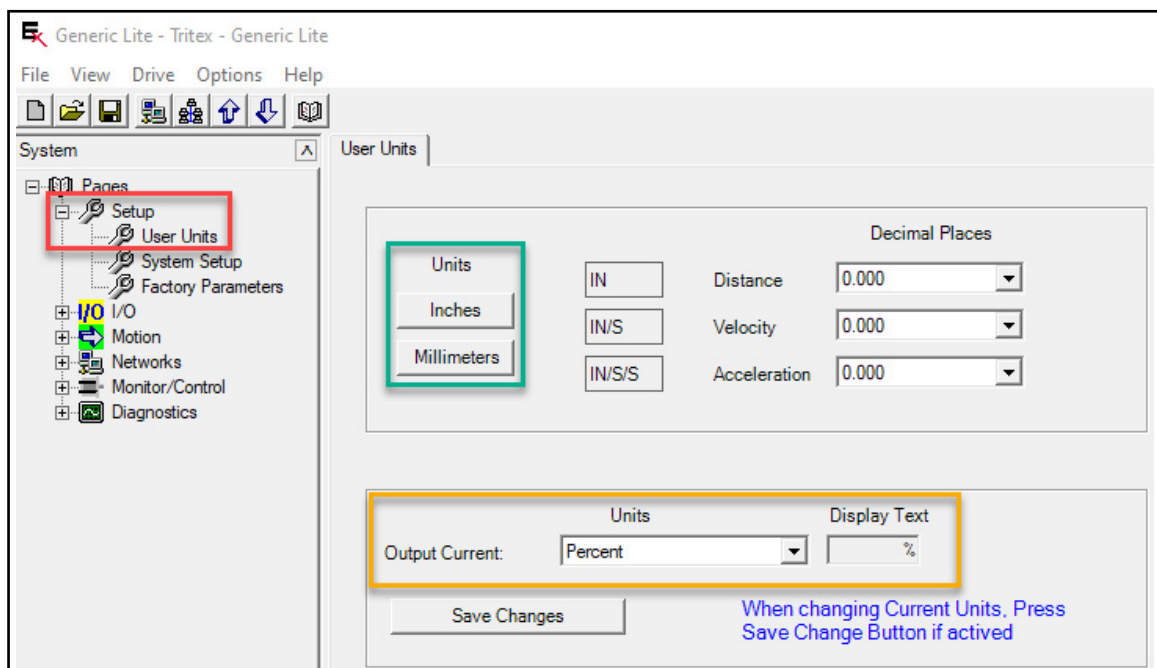 Generic Lite - Tritex - Generic Lite
File View Drive Options Help
System
User Units
Pages
Setup
User Units
System Setup
Factory Parameters
I/O I/O
Motion
Networks
Monitor/Control
Diagnostics
Decimal Places
Units
IN Distance 0.000
Inches
IN/S Velocity 0.000
Millimeters
IN/S/S Acceleration 0.000
Units Display Text
Output Current: Percent %
Save Changes
When changing Current Units, Press
Save Change Button if actived